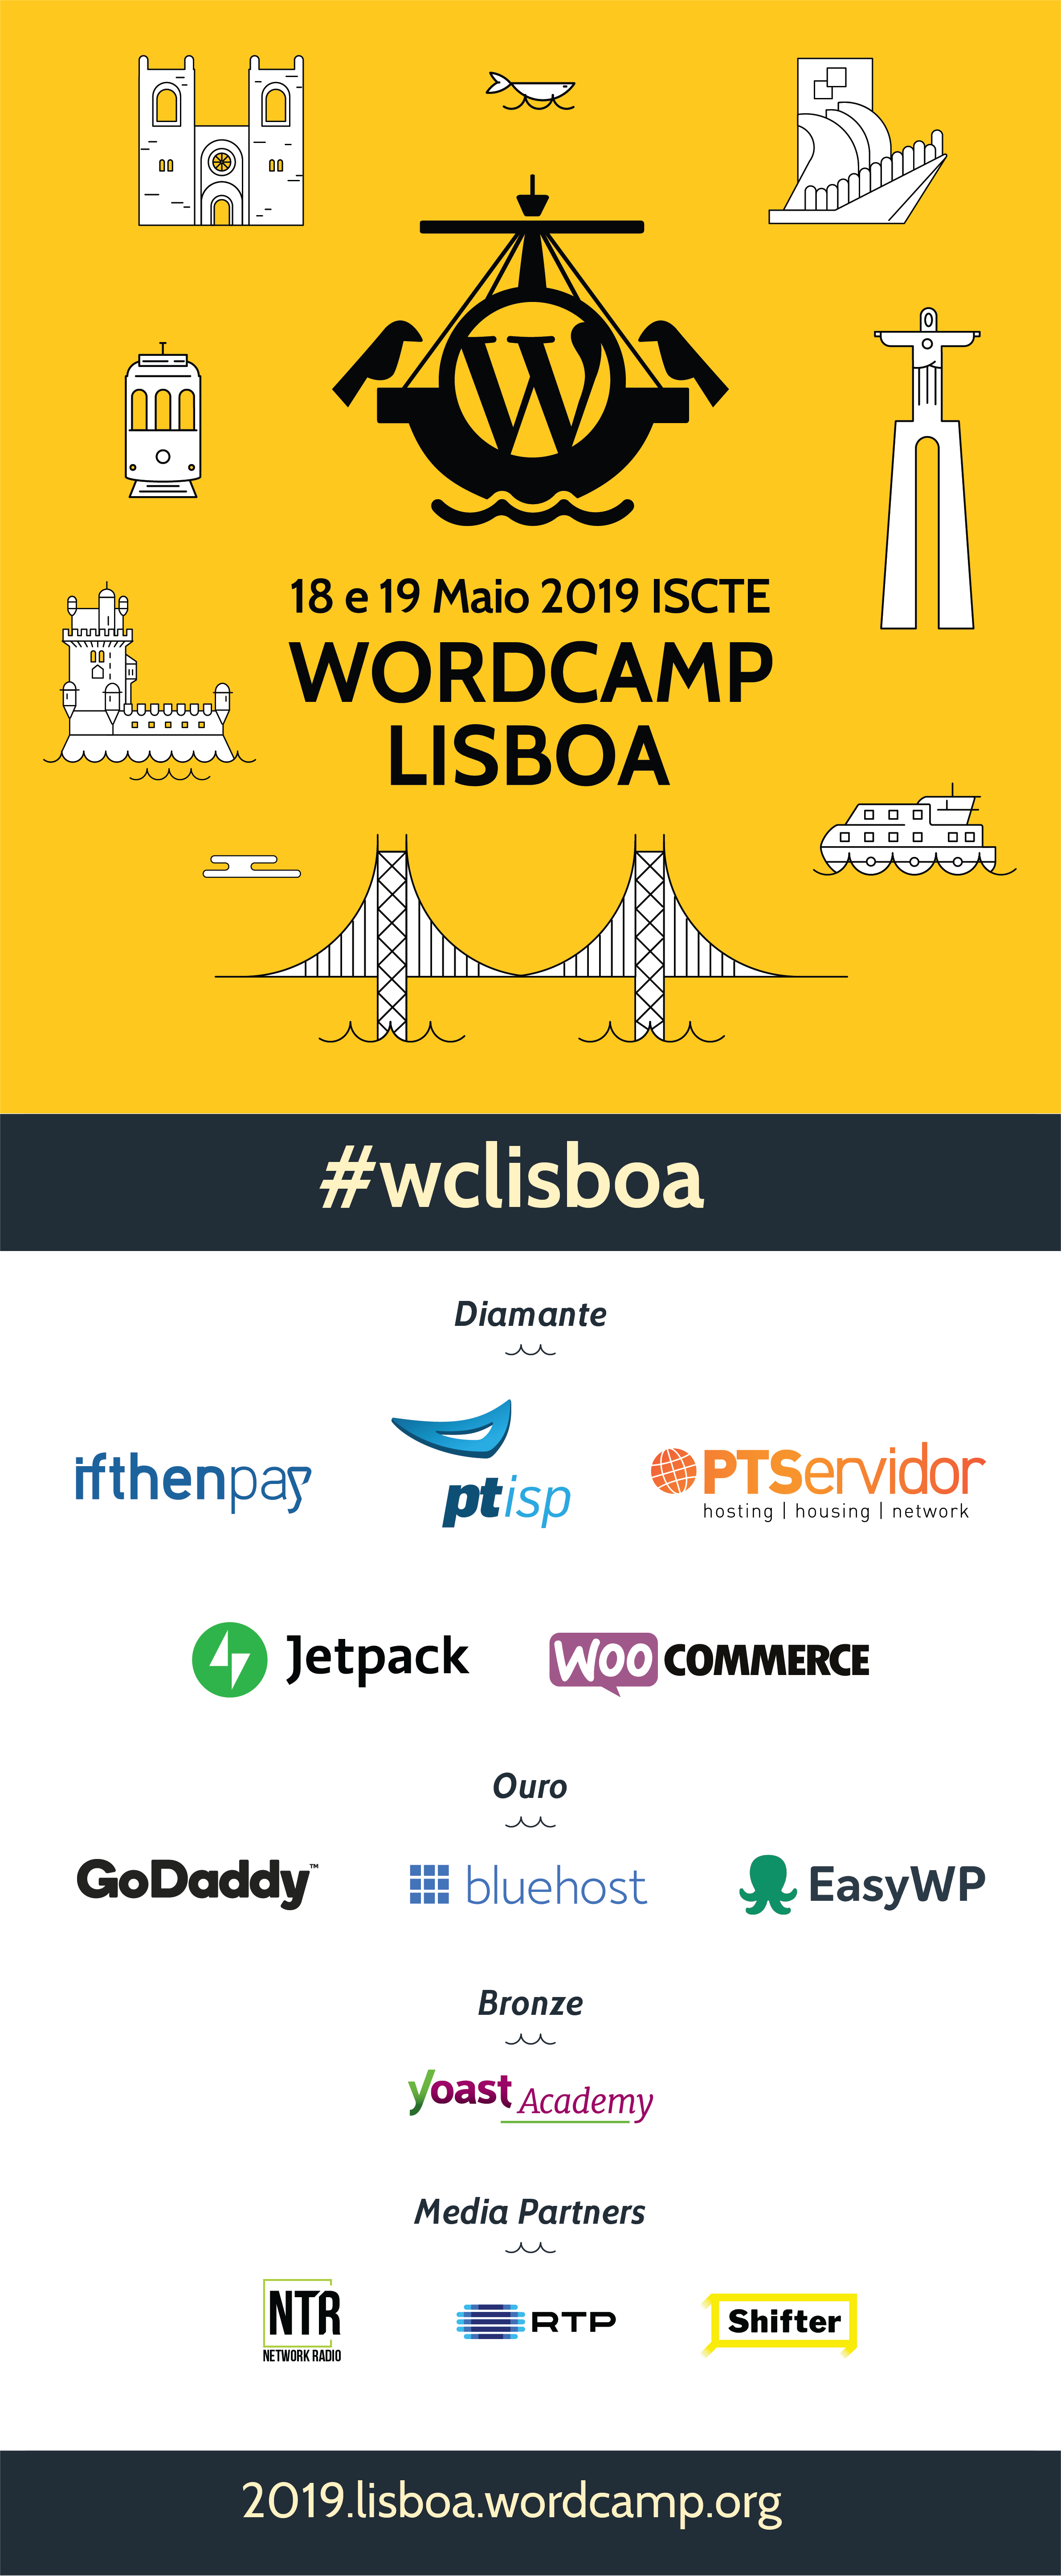 18 e 19 Maio 2019 ISCTE
WORDCAMP
LISBOA
#wclisboa
Diamante
ifthenpay
ptisp
PTServidor
hosting | housing | network
Jetpack
WOO COMMERCE
Ouro
GoDaddy™
bluehost
EasyWP
Bronze
yoast Academy
Media Partners
NTR
NETWORK RADIO
RTP
Shifter
2019.lisboa.wordcamp.org